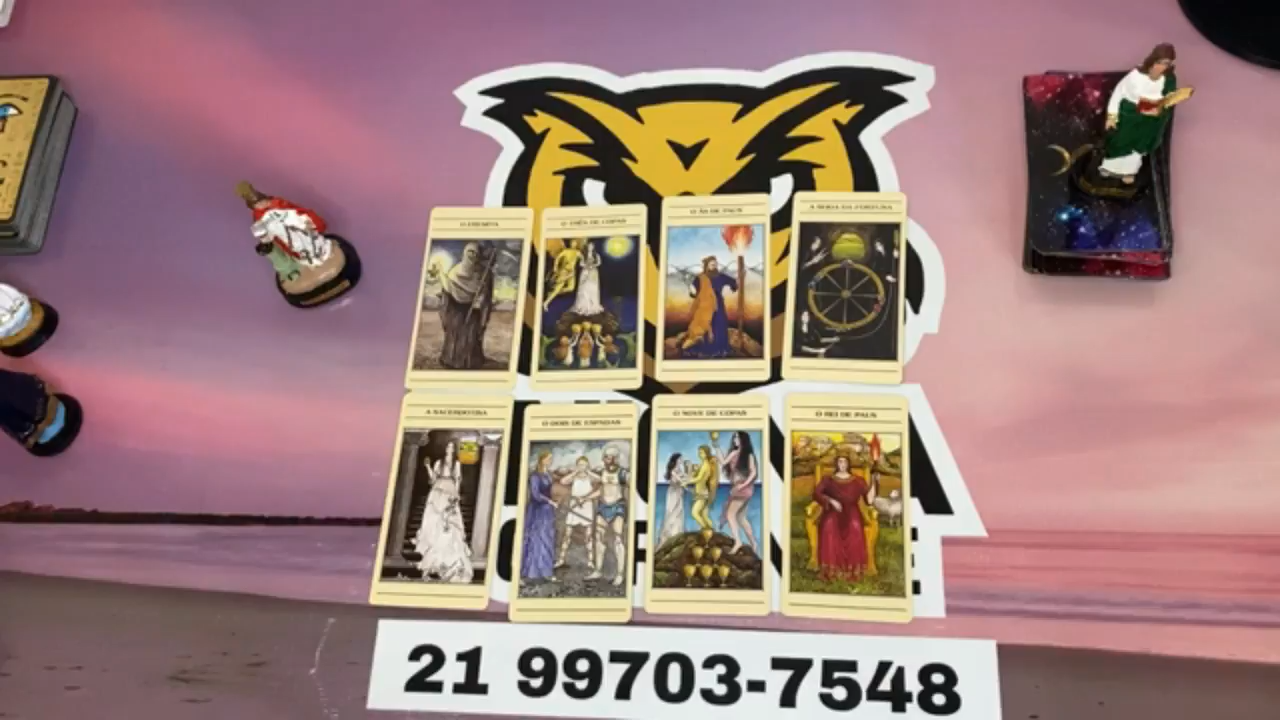 O EREMITA
O TRÊS DE COPAS
O ÁS DE PAUS
A RODA DA FORTUNA
A SACERDOTISA
O DOIS DE ESPADAS
O NOVE DE COPAS
O REI DE PAUS
21 99703-7548